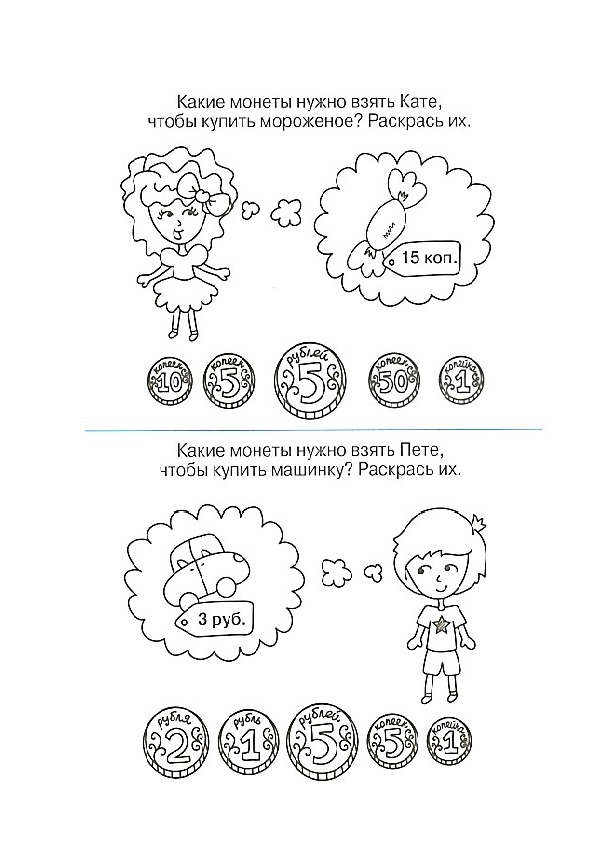 Какие монеты нужно взять Кате,
чтобы купить мороженое? Раскрась их.
15 коп.
копеек 10
копеек 5
рублей 5
копеек 50
копейка 1
Какие монеты нужно взять Пете,
чтобы купить машинку? Раскрась их.
3 руб.
рубля 2
рубль 1
рублей 5
копеек 5
копейка 1